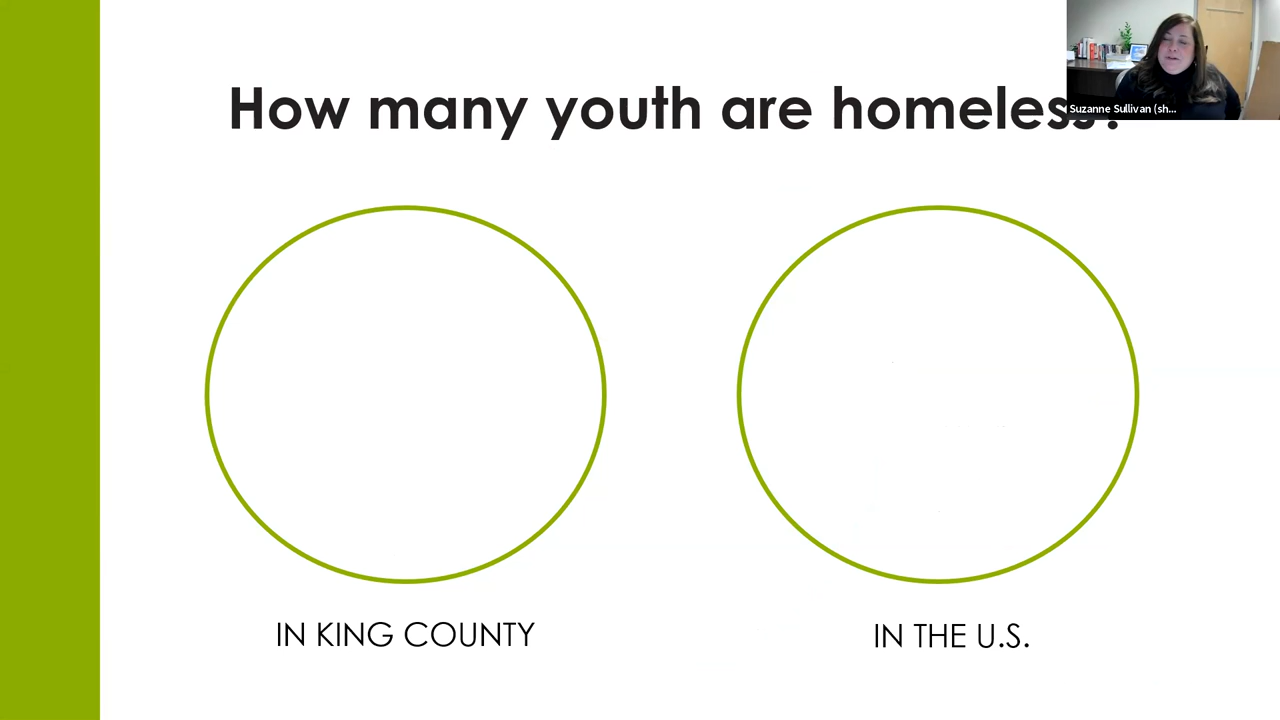 How many youth are homeless?
Suzanne Sullivan (sh...
IN KING COUNTY
IN THE U.S.